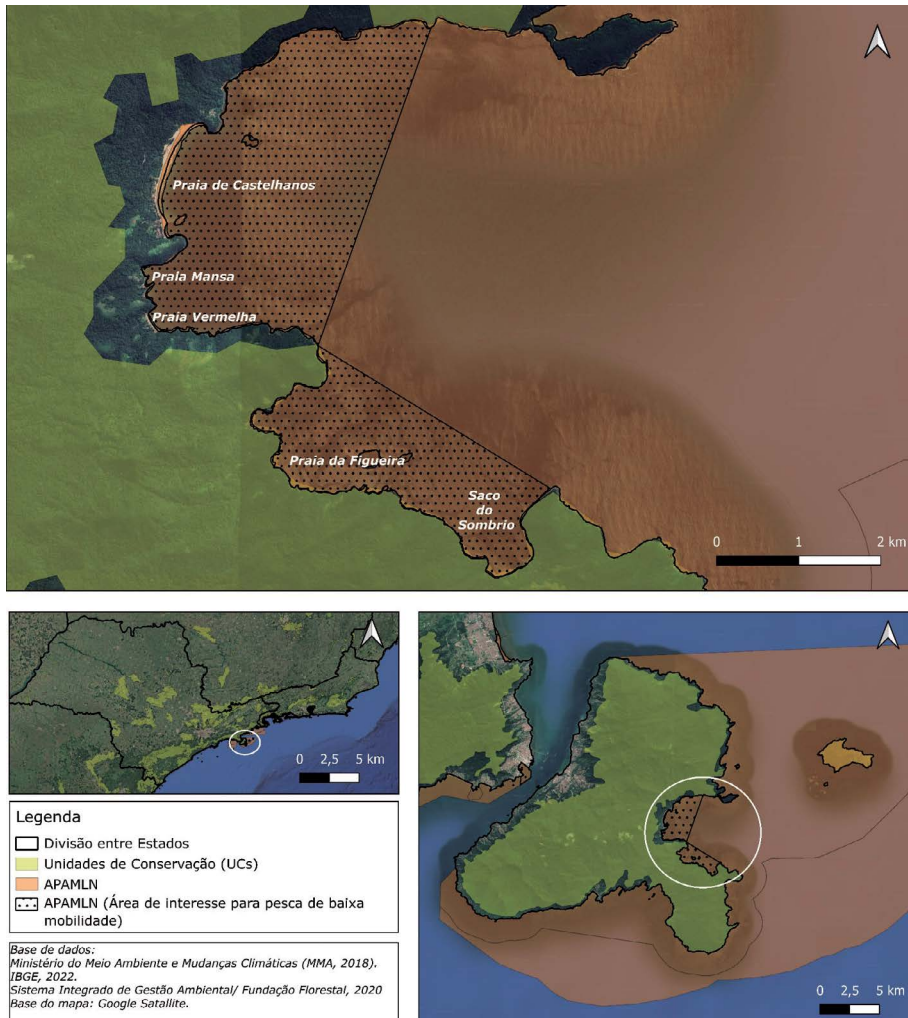 Praia de Castelhanos
Praia Mansa
Praia Vermelha
Praia da Figueira
Saco
do
Sombrio
0 1 2 km
0 2,5 5 km
Legenda
Divisão entre Estados
Unidades de Conservação (UCs)
APAMLN
APAMLN (Área de interesse para pesca de baixa
mobilidade)
Base de dados:
Ministério do Meio Ambiente e Mudanças Climáticas (MMA, 2018).
IBGE, 2022.
Sistema Integrado de Gestão Ambiental/ Fundação Florestal, 2020
Base do mapa: Google Satallite.
0 2,5 5 km